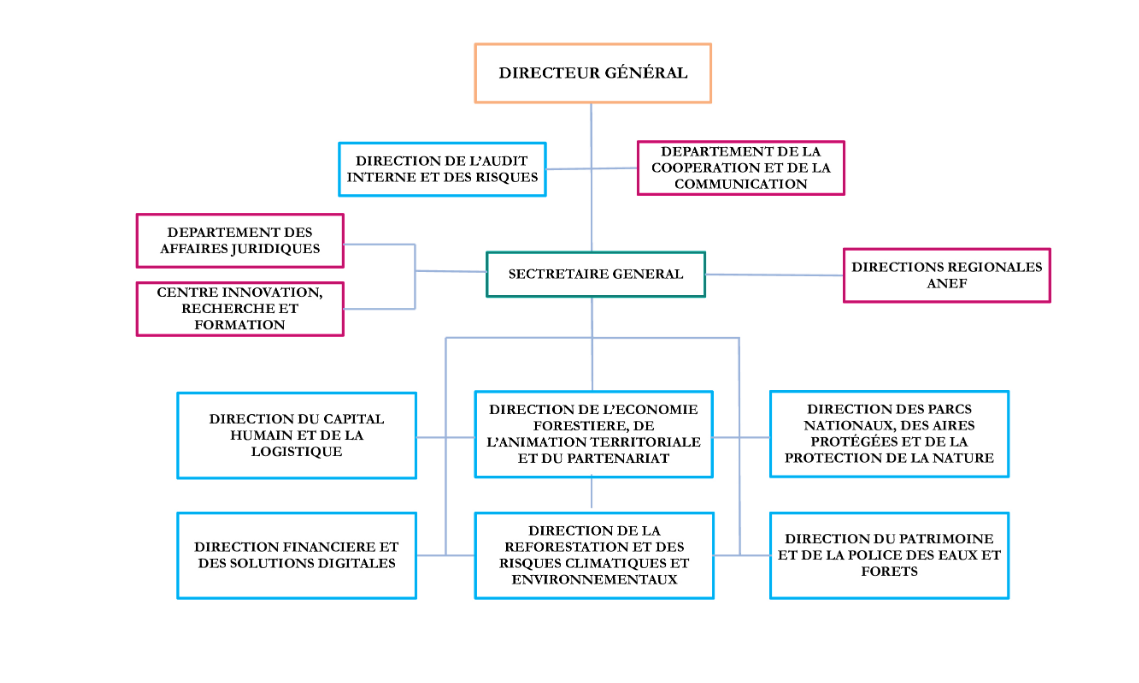 DIRECTEUR GÉNÉRAL
DIRECTION DE L'AUDIT
INTERNE ET DES RISQUES
DEPARTEMENT DE LA
COOPERATION ET DE LA
COMMUNICATION
DEPARTEMENT DES
AFFAIRES JURIDIQUES
SECTRETAIRE GENERAL
DIRECTIONS REGIONALES
ANEF
CENTRE INNOVATION,
RECHERCHE ET
FORMATION
DIRECTION DU CAPITAL
HUMAIN ET DE LA
LOGISTIQUE
DIRECTION DE L'ECONOMIE
FORESTIERE, DE
L'ANIMATION TERRITORIALE
ET DU PARTENARIAT
DIRECTION DES PARCS
NATIONAUX, DES AIRES
PROTÉGÉES ET DE LA
PROTECTION DE LA NATURE
DIRECTION FINANCIERE ET
DES SOLUTIONS DIGITALES
DIRECTION DE LA
REFORESTATION ET DES
RISQUES CLIMATIQUES ET
ENVIRONNEMENTAUX
DIRECTION DU PATRIMOINE
ET DE LA POLICE DES EAUX ET
FORETS